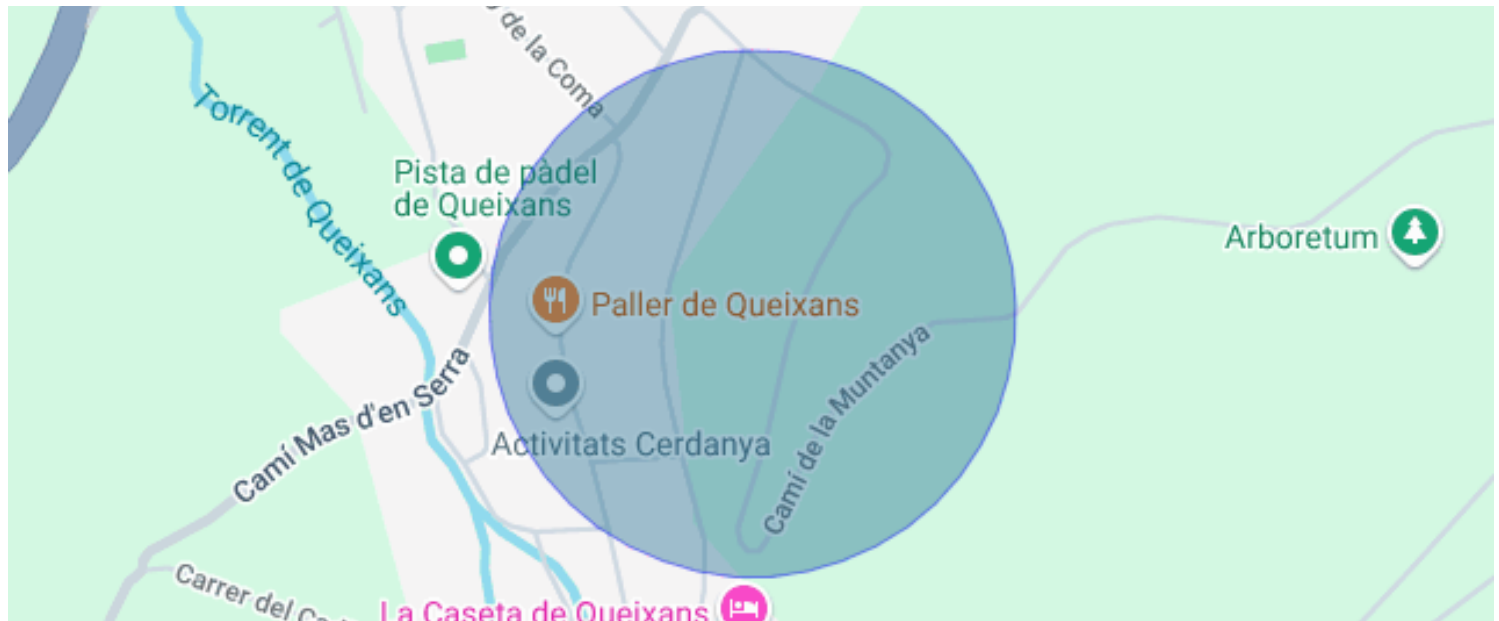 de la Coma
Torrent de Queixans
Pista de pàdel
de Queixans
Arboretum
Paller de Queixans
Camí de la Muntanya
Camí Mas d'en Serra
Activitats Cerdanya
Carrer del
La Caseta de Queixans